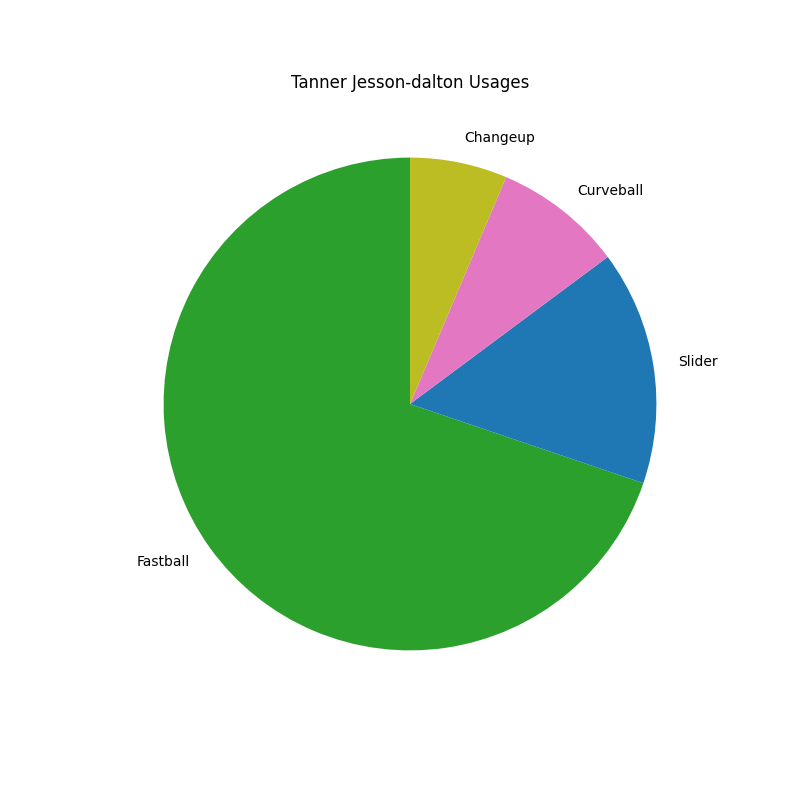 Tanner Jesson-dalton Usages
Changeup
Curveball
Slider
Fastball